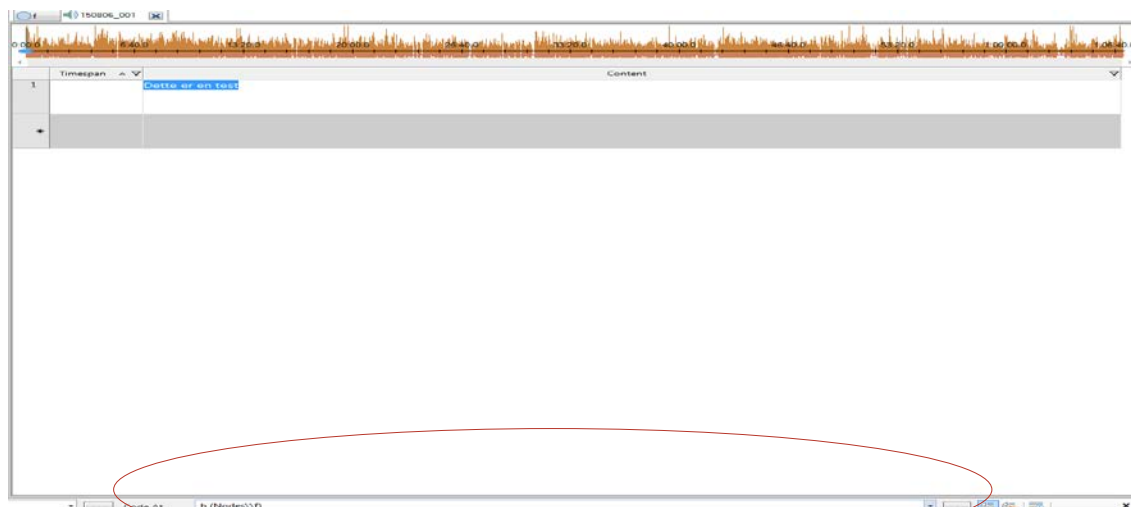 f 150806_001
0:00,0 6:40,0 13:20,0 20:00,0 26:40,0 33:20,0 40:00,0 46:40,0 53:20,0 1:00:00,0 1:06:40,
Timespan Content
1 Dette er en test
Code At